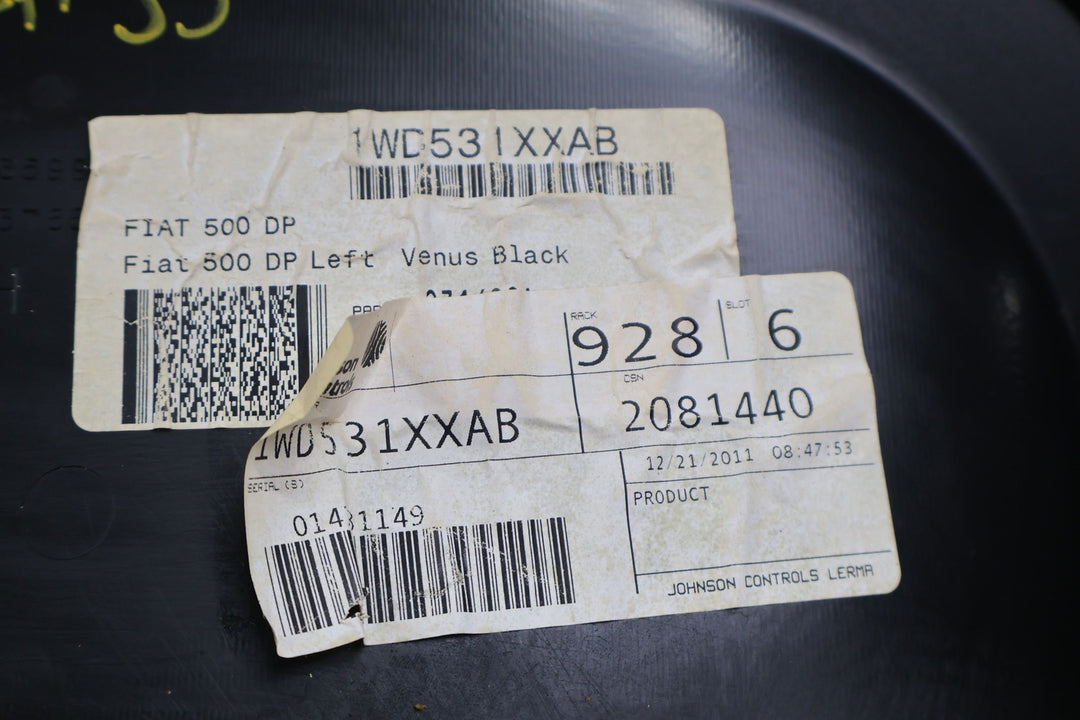 1WD531XXAB
FIAT 500 DP
Fiat 500 DP Left Venus Black
RACK
928
SLOT
6
CSN
2081440
1WD531XXAB
12/21/2011 08:47:53
SERIAL(S)
PRODUCT
JOHNSON CONTROLS LERMA